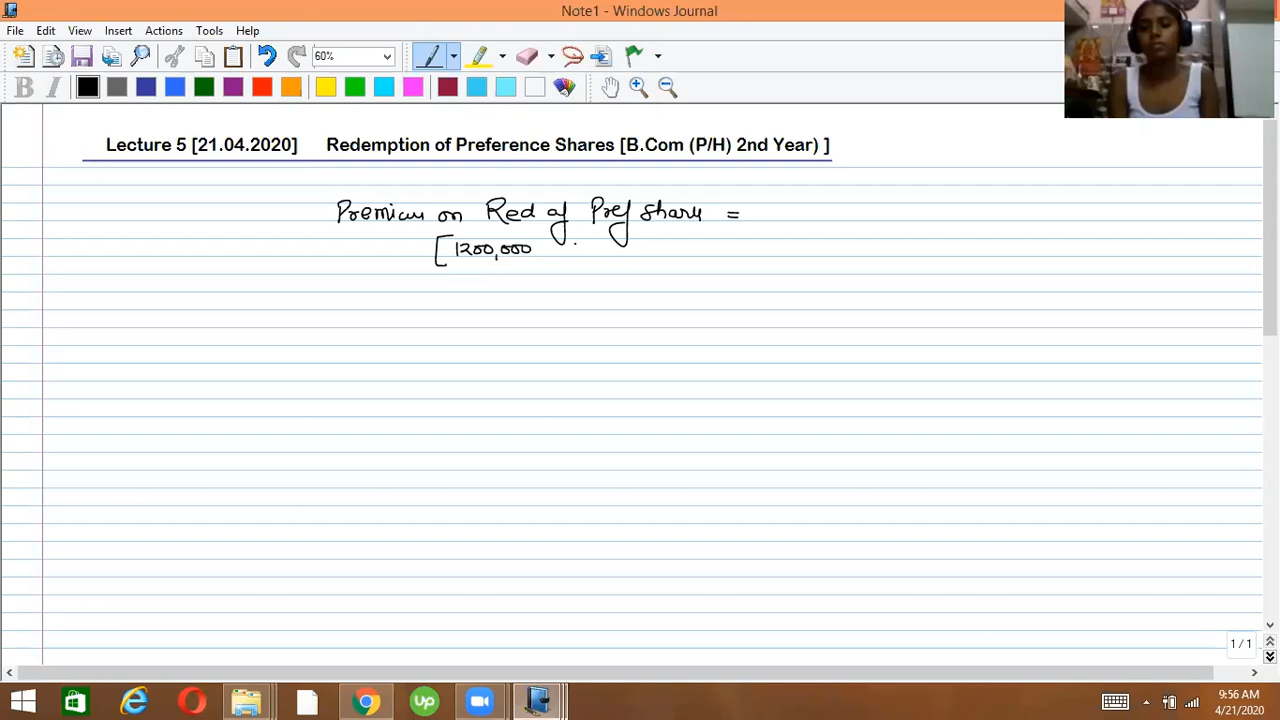 Note1 - Windows Journal
File Edit View Insert Actions Tools Help
60%
B I
Lecture 5 [21.04.2020] Redemption of Preference Shares [B.Com (P/H) 2nd Year) ]
Premium on Red of Pref share =
[1200,000
1 / 1
up
9:56 AM
4/21/2020